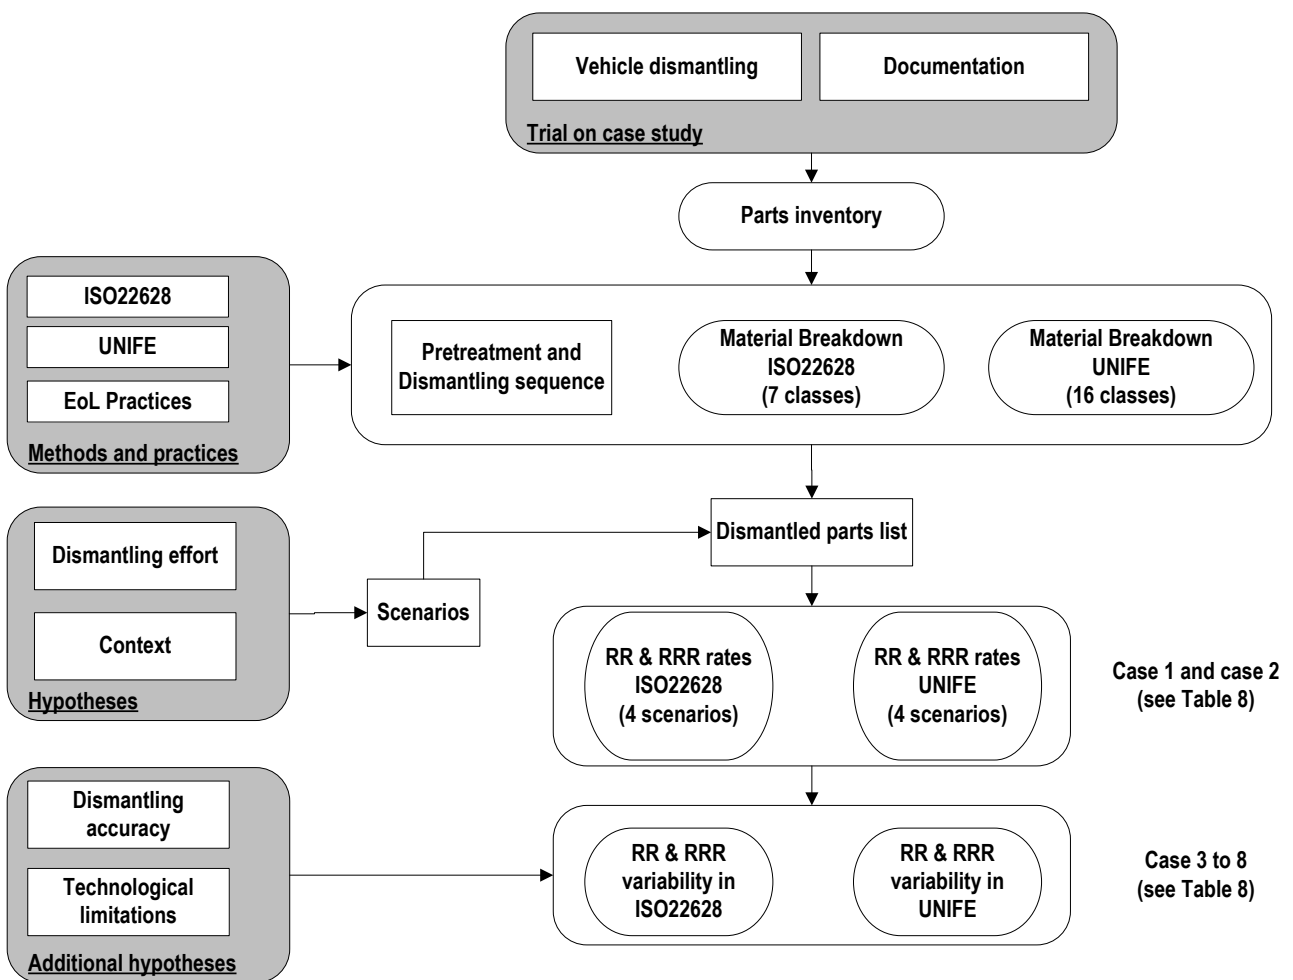 Vehicle dismantling
Documentation
Trial on case study
Parts inventory
ISO22628
UNIFE
EoL Practices
Methods and practices
Pretreatment and
Dismantling sequence
Material Breakdown
ISO22628
(7 classes)
Material Breakdown
UNIFE
(16 classes)
Dismantled parts list
Dismantling effort
Context
Hypotheses
Scenarios
RR & RRR rates
ISO22628
(4 scenarios)
RR & RRR rates
UNIFE
(4 scenarios)
Case 1 and case 2
(see Table 8)
Dismantling
accuracy
Technological
limitations
Additional hypotheses
RR & RRR
variability in
ISO22628
RR & RRR
variability in
UNIFE
Case 3 to 8
(see Table 8)